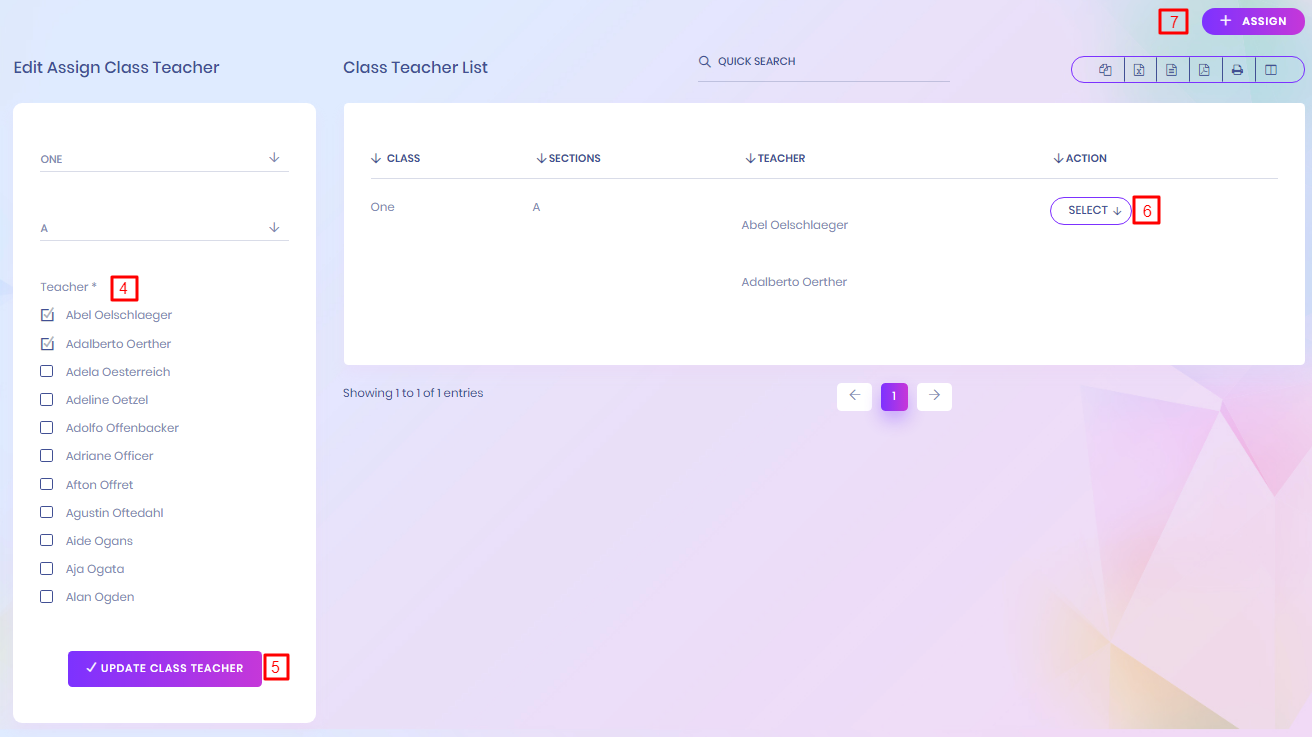 7
+ ASSIGN
Edit Assign Class Teacher
Class Teacher List
QUICK SEARCH
ONE
A
Teacher *
4
Abel Oelschlaeger
Adalberto Oerther
Adela Oesterreich
Adeline Oetzel
Adolfo Offenbacker
Adriane Officer
Afton Offret
Agustin Oftedahl
Aide Ogans
Aja Ogata
Alan Ogden
UPDATE CLASS TEACHER
5
CLASS SECTIONS TEACHER ACTION
One A SELECT 6
Abel Oelschlaeger
Adalberto Oerther
Showing 1 to 1 of 1 entries
1